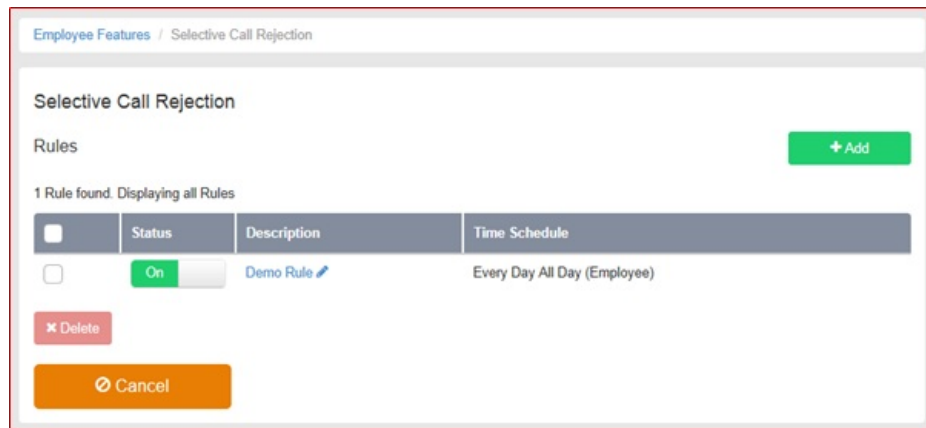 Employee Features / Selective Call Rejection
Selective Call Rejection
Rules
+ Add
1 Rule found. Displaying all Rules
Status Description Time Schedule
On Demo Rule Every Day All Day (Employee)
Delete
Cancel